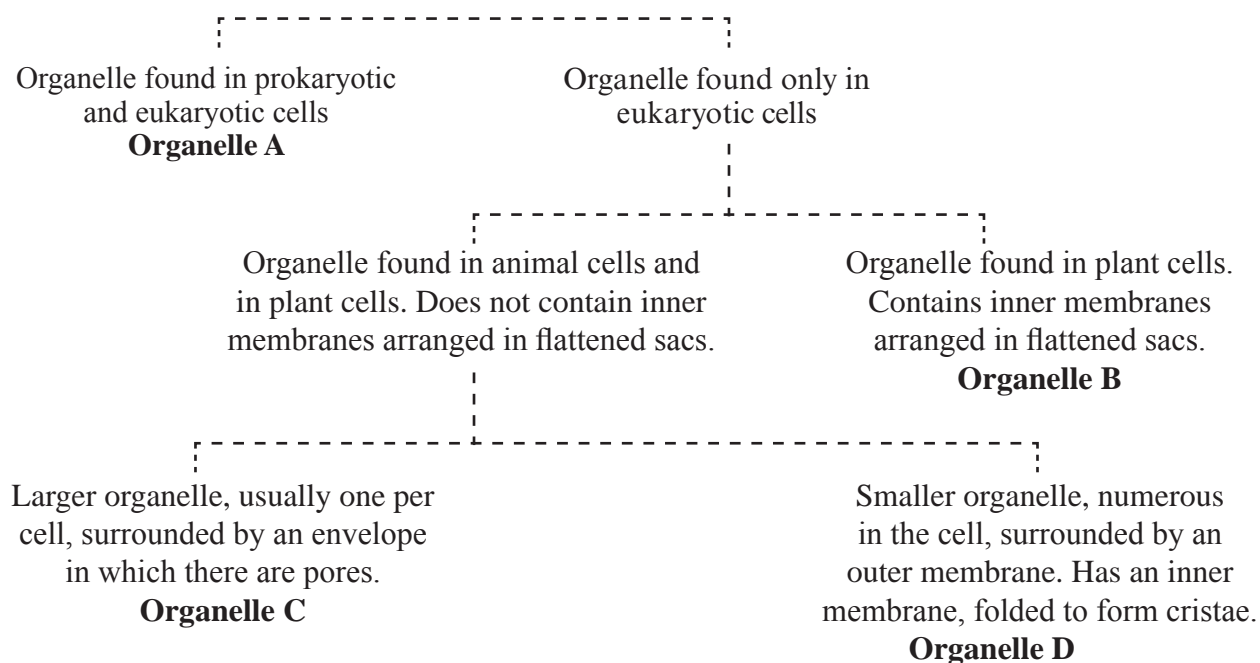 Organelle found in prokaryotic
and eukaryotic cells
Organelle A
Organelle found only in
eukaryotic cells
Organelle found in animal cells and
in plant cells. Does not contain inner
membranes arranged in flattened sacs.
Organelle found in plant cells.
Contains inner membranes
arranged in flattened sacs.
Organelle B
Larger organelle, usually one per
cell, surrounded by an envelope
in which there are pores.
Organelle C
Smaller organelle, numerous
in the cell, surrounded by an
outer membrane. Has an inner
membrane, folded to form cristae.
Organelle D